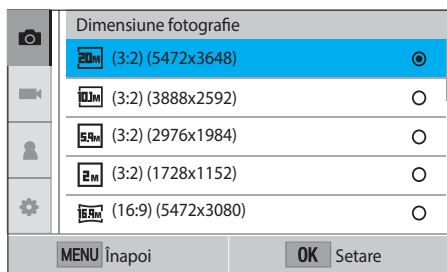 Dimensiune fotografie
20M (3:2) (5472x3648)
10.1M (3:2) (3888x2592)
5.9M (3:2) (2976x1984)
2M (3:2) (1728x1152)
16.9M (16:9) (5472x3080)
MENU Înapoi
OK Setare